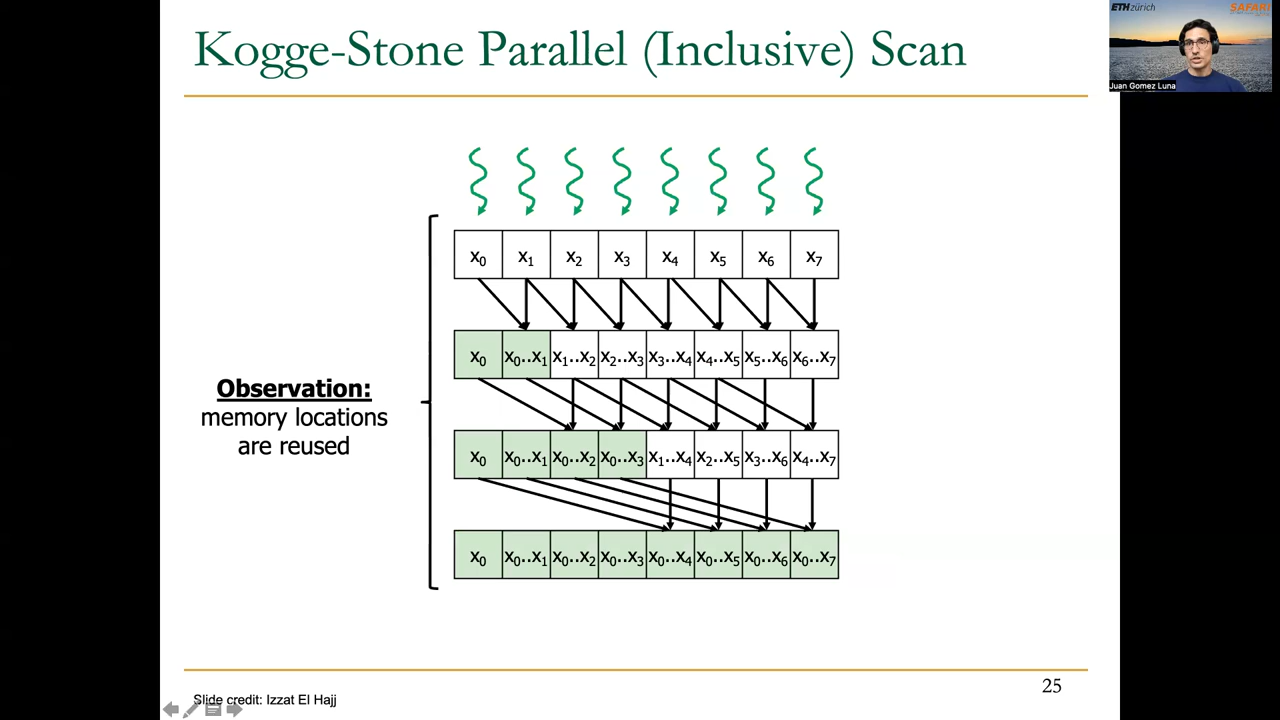 Kogge-Stone Parallel (Inclusive) Scan
ETH zürich
SAFARI
Juan Gomez Luna
x0 x1 x2 x3 x4 x5 x6 x7
x0 x0..x1 x1..x2 x2..x3 x3..x4 x4..x5 x5..x6 x6..x7
Observation:
memory locations
are reused
x0 x0..x1 x0..x2 x0..x3 x1..x4 x2..x5 x3..x6 x4..x7
x0 x0..x1 x0..x2 x0..x3 x0..x4 x0..x5 x0..x6 x0..x7
Slide credit: Izzat El Hajj
25